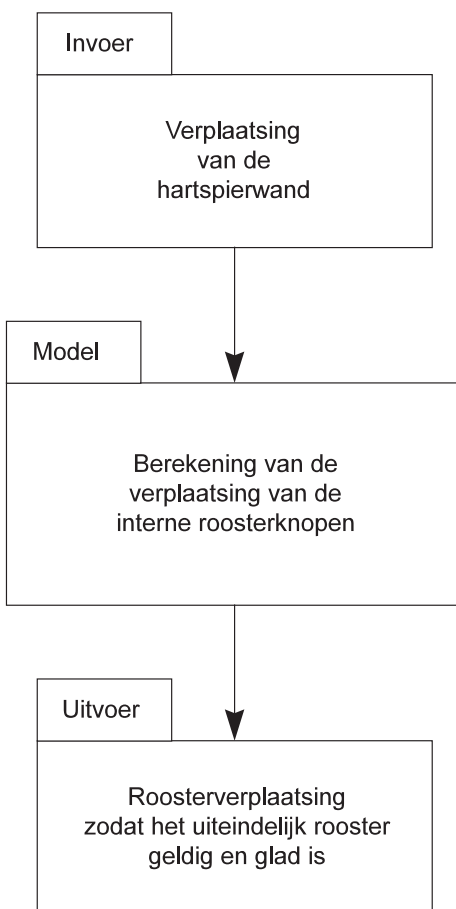 Invoer
Verplaatsing
van de
hartspierwand
Model
Berekening van de
verplaatsing van de
interne roosterknopen
Uitvoer
Roosterverplaatsing
zodat het uiteindelijk rooster
geldig en glad is